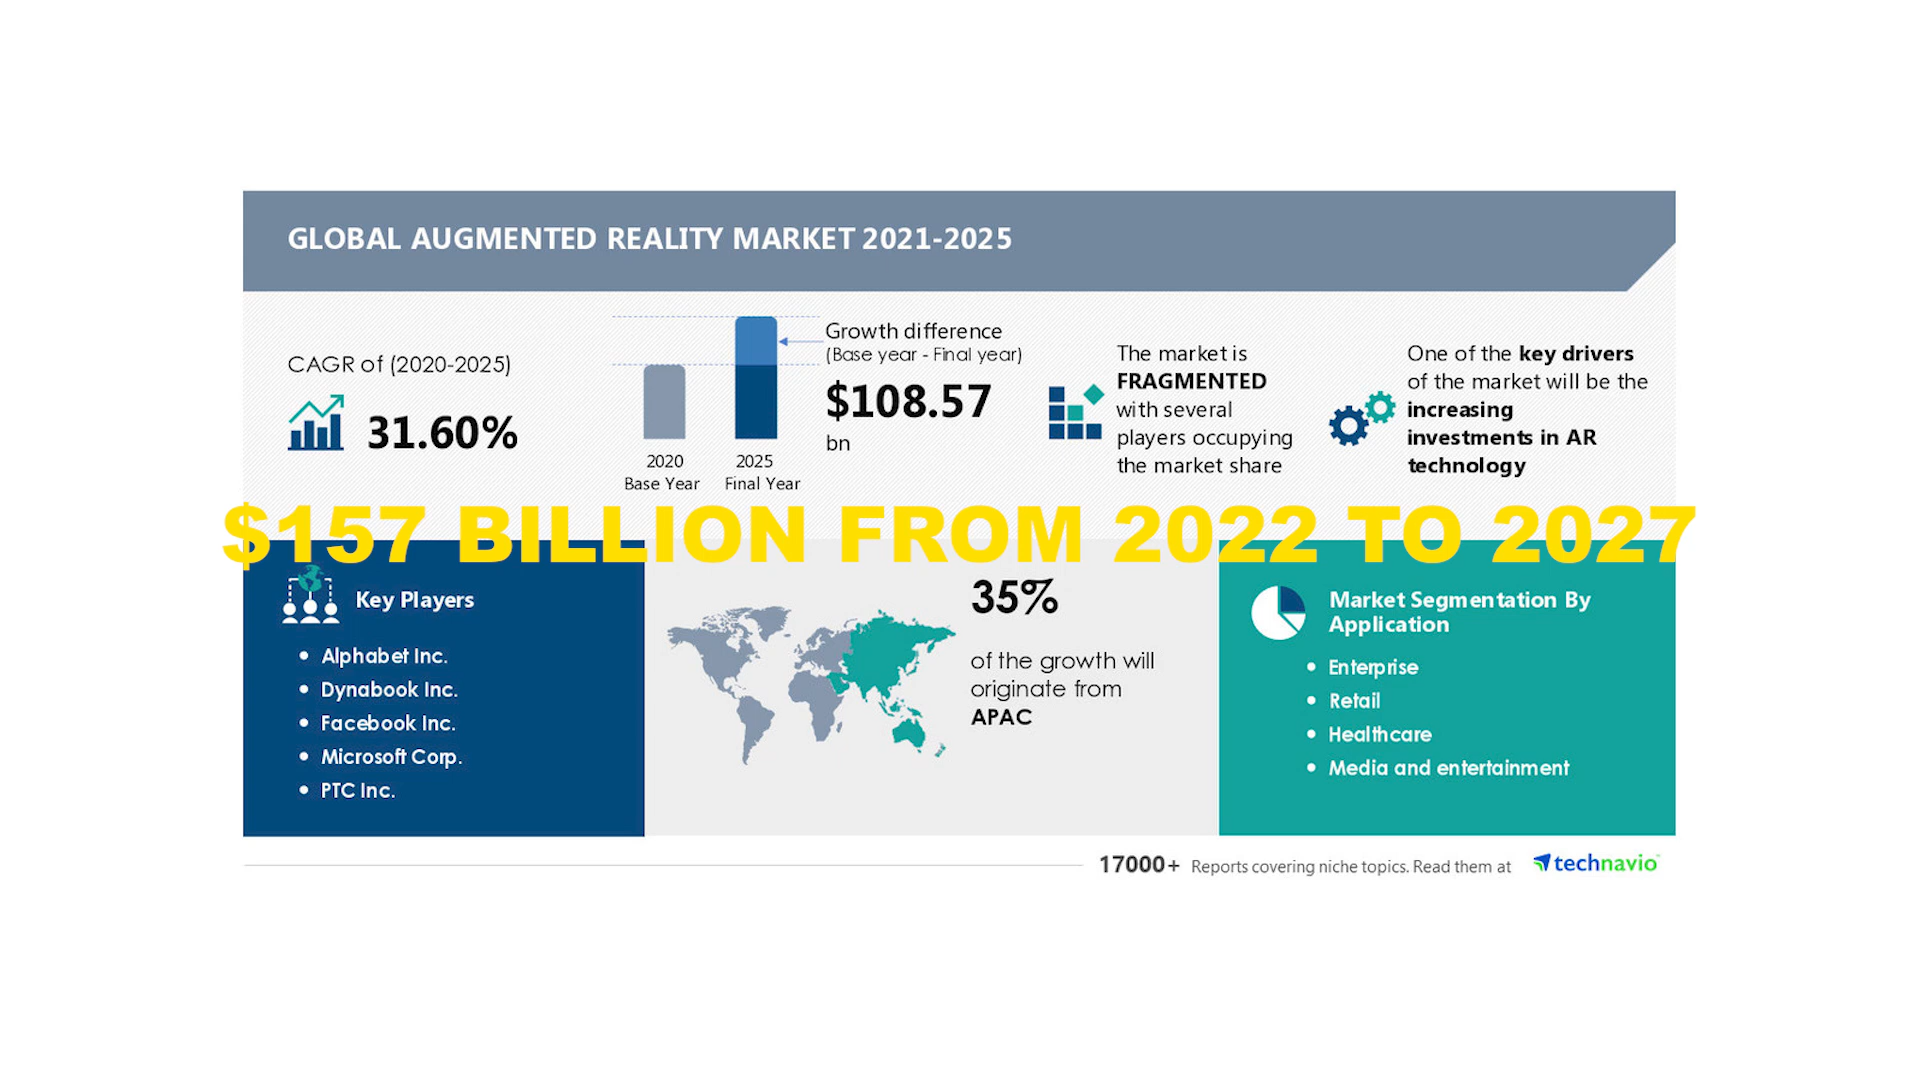 GLOBAL AUGMENTED REALITY MARKET 2021-2025
CAGR of (2020-2025)
31.60%
2020
Base Year
2025
Final Year
Growth difference
(Base year - Final year)
$108.57
bn
The market is
FRAGMENTED
with several
players occupying
the market share
One of the key drivers
of the market will be the
increasing
investments in AR
technology
$157 BILLION FROM 2022 TO 2027
Key Players
• Alphabet Inc.
• Dynabook Inc.
• Facebook Inc.
• Microsoft Corp.
• PTC Inc.
35%
of the growth will
originate from
APAC
Market Segmentation By
Application
• Enterprise
• Retail
• Healthcare
• Media and entertainment
17000+ Reports covering niche topics. Read them at technavio